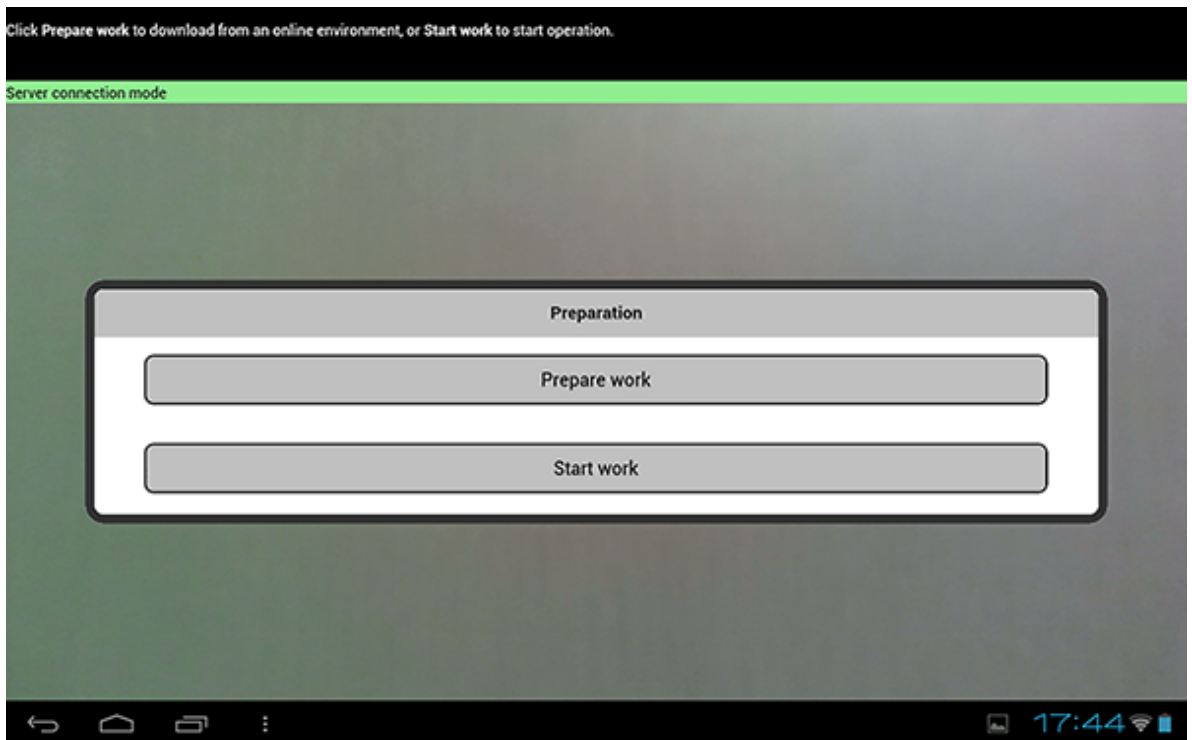 Click Prepare work to download from an online environment, or Start work to start operation.
Server connection mode
Preparation
Prepare work
Start work
17:44